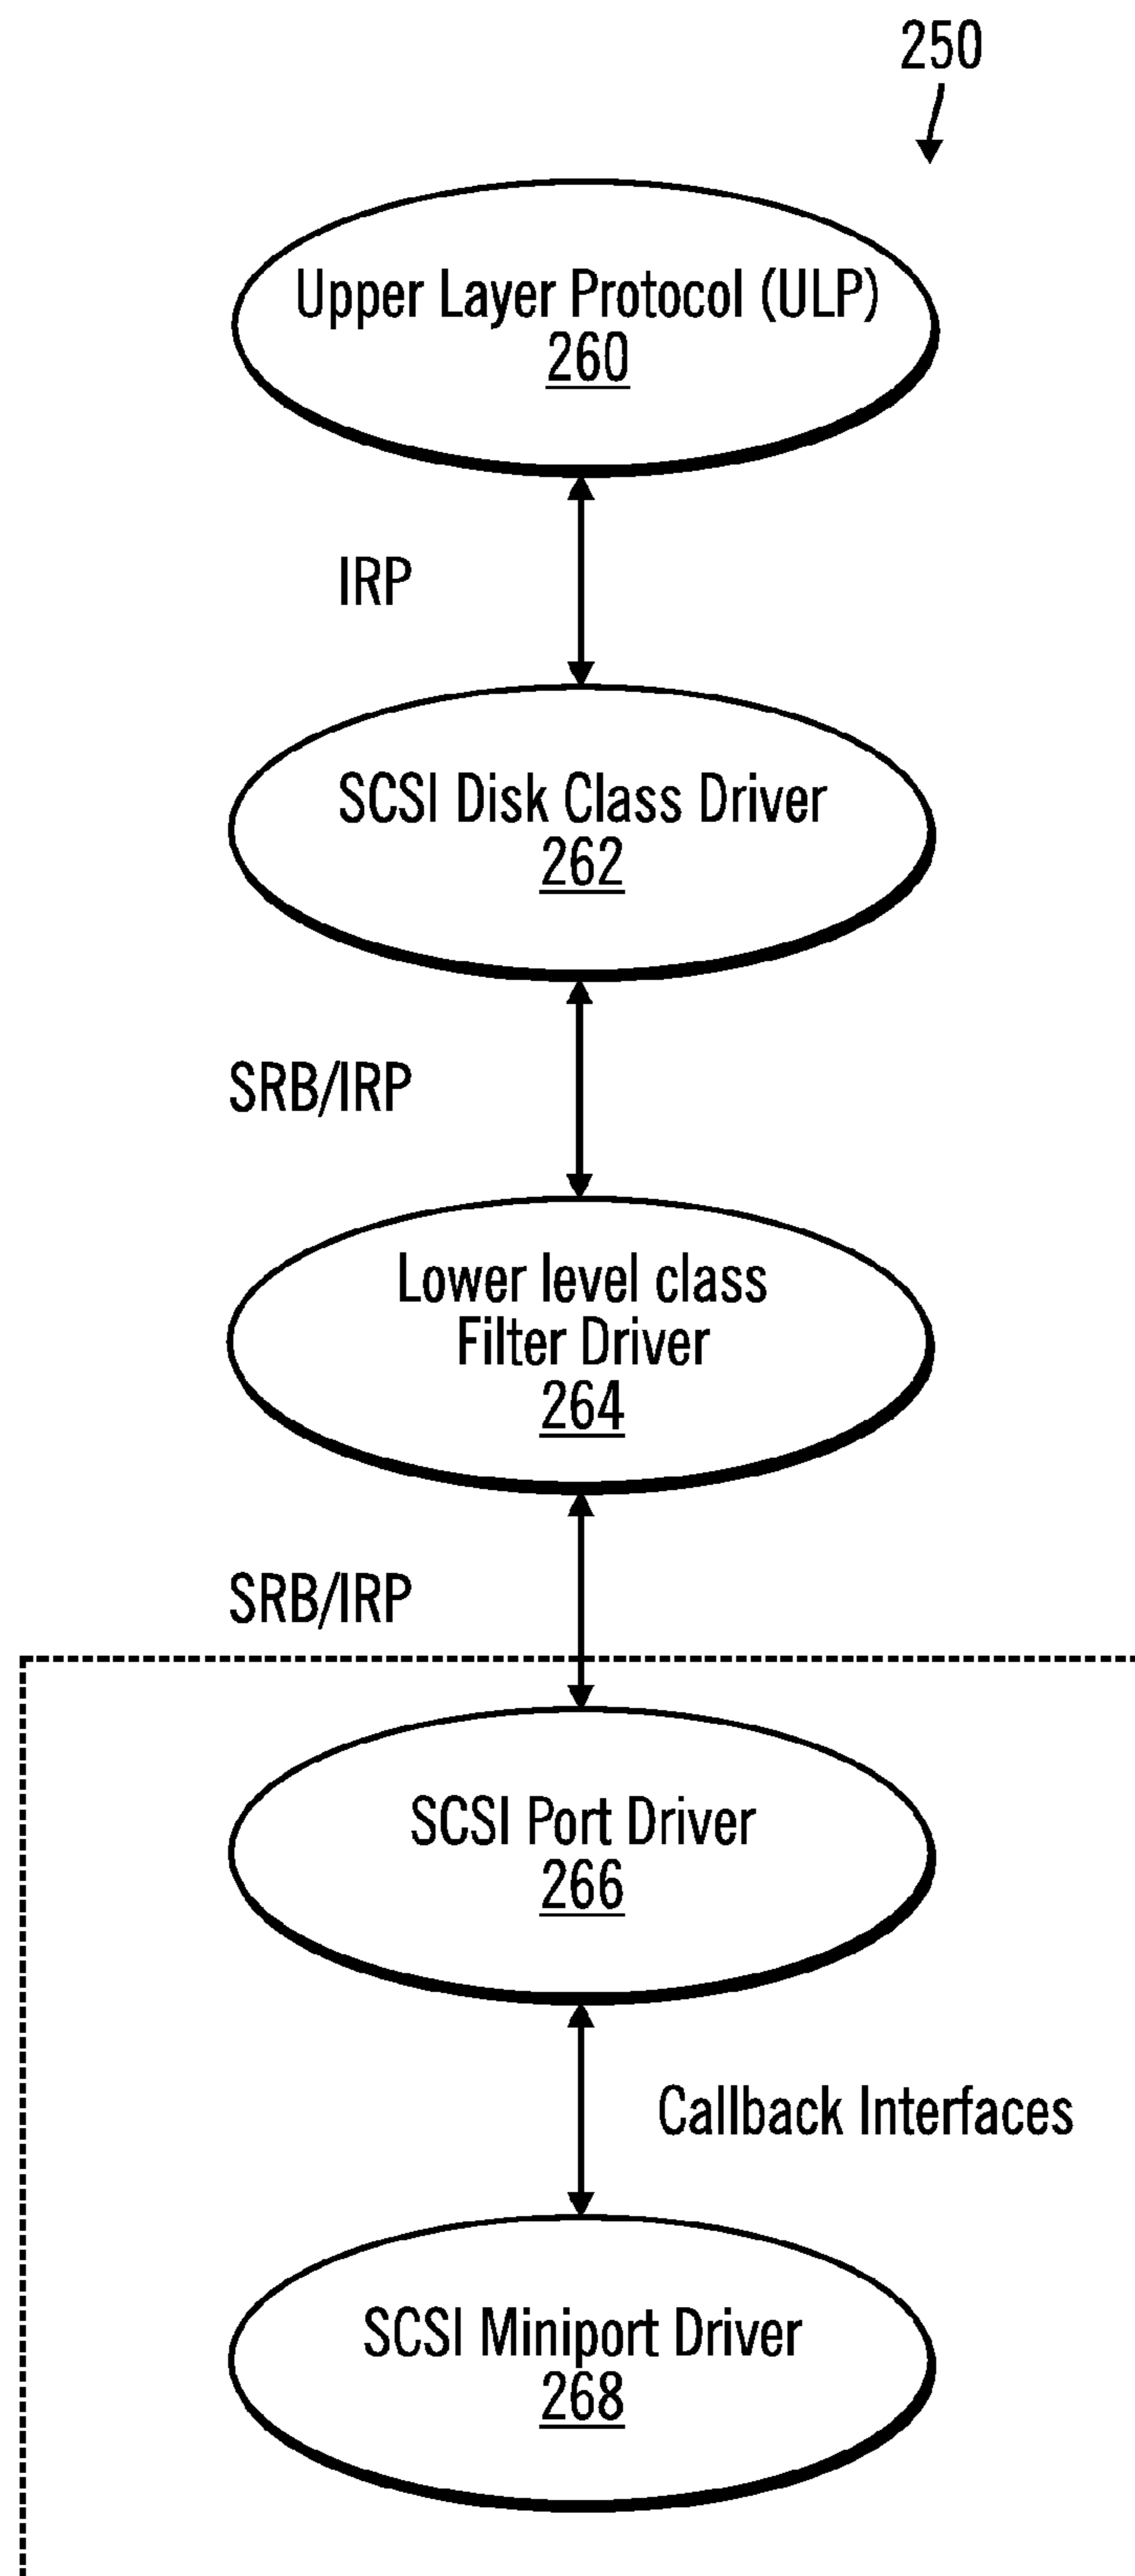 250
Upper Layer Protocol (ULP)
260
IRP
SCSI Disk Class Driver
262
SRB/IRP
Lower level class
Filter Driver
264
SRB/IRP
SCSI Port Driver
266
Callback Interfaces
SCSI Miniport Driver
268